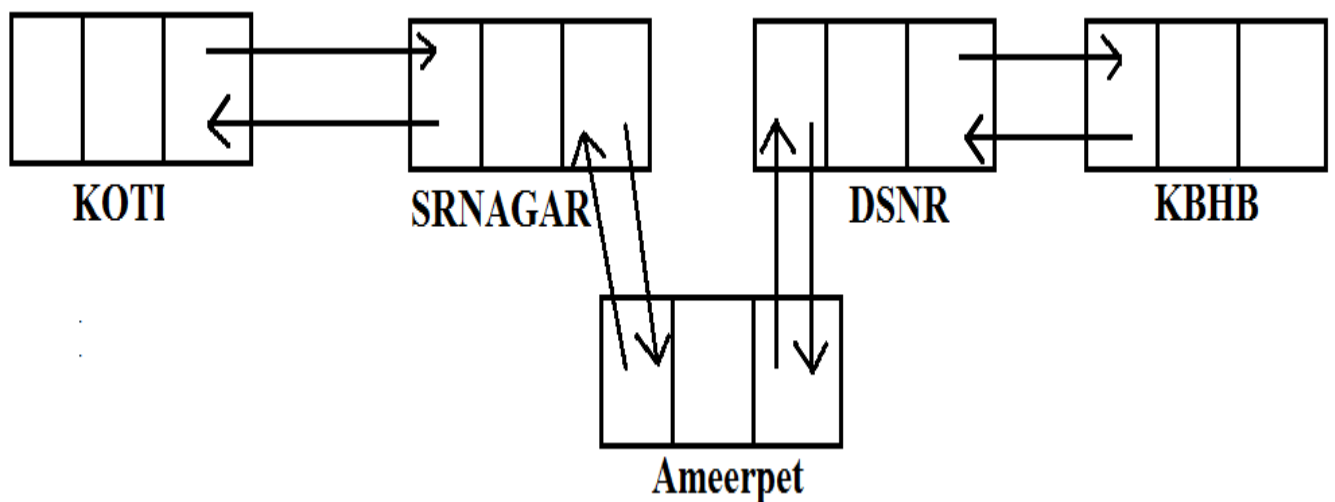 KOTI
SRNAGAR
DSNR
KBHB
Ameerpet